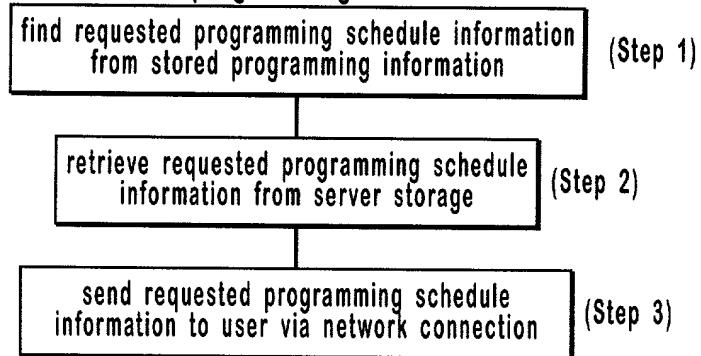 find requested programming schedule information
from stored programming information
(Step 1)
retrieve requested programming schedule
information from server storage
(Step 2)
send requested programming schedule
information to user via network connection
(Step 3)